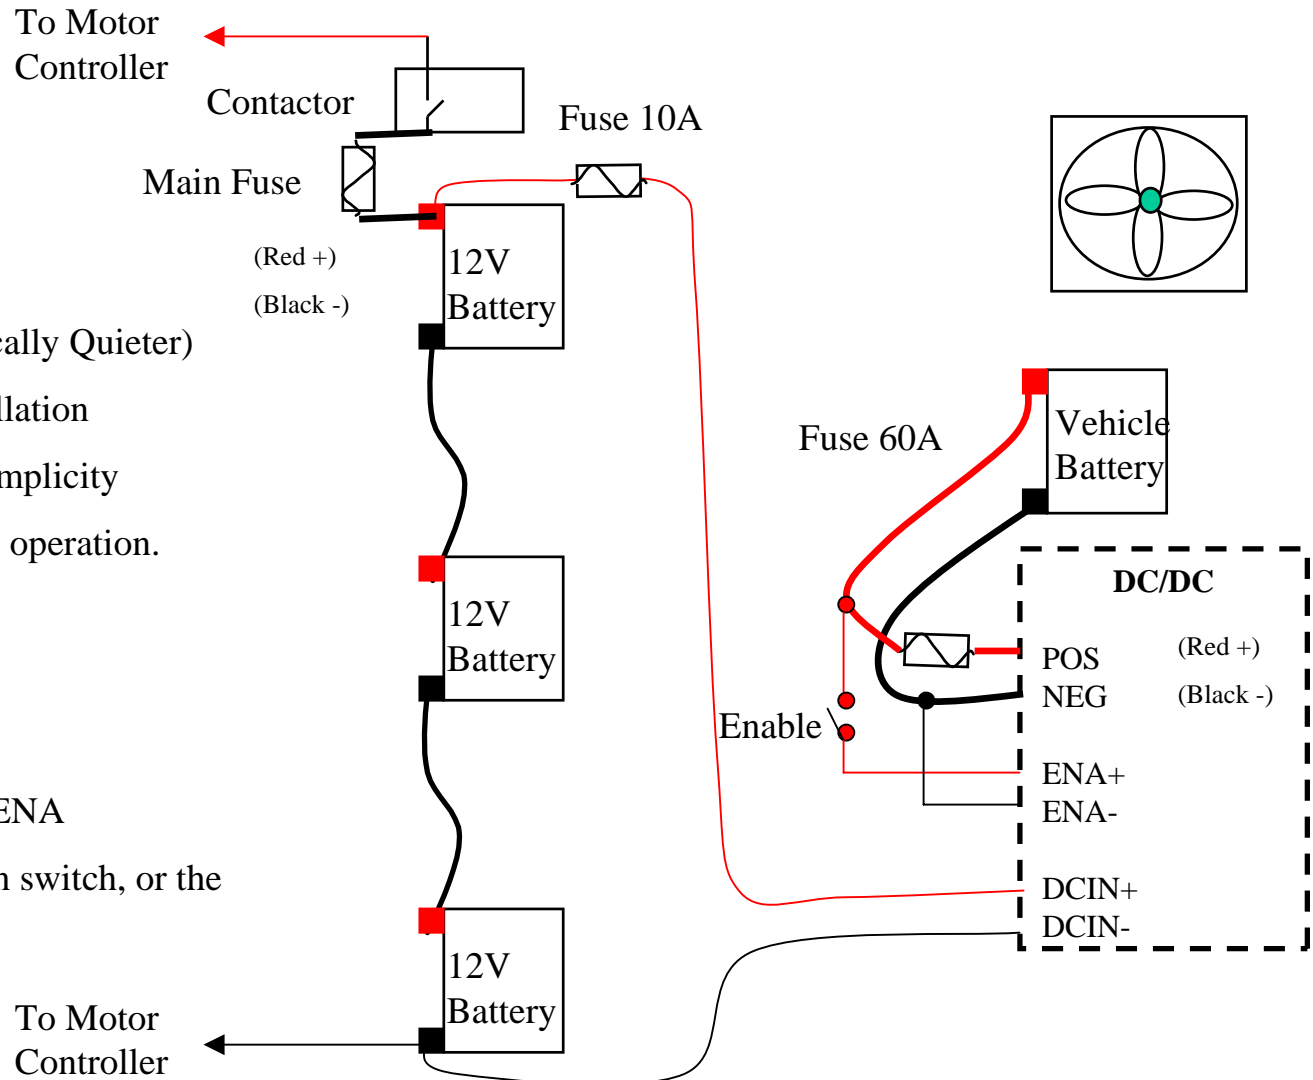 To Motor
Controller
Contactor
Fuse 10A
Main Fuse
(Red +)
(Black -)
12V
Battery
cally Quieter)
llation
mplicity
operation.
Fuse 60A
Vehicle
Battery
12V
Battery
DC/DC
POS
(Red +)
NEG
(Black -)
Enable
ENA+
ENA-
ENA
n switch, or the
DCIN+
DCIN-
12V
Battery
To Motor
Controller